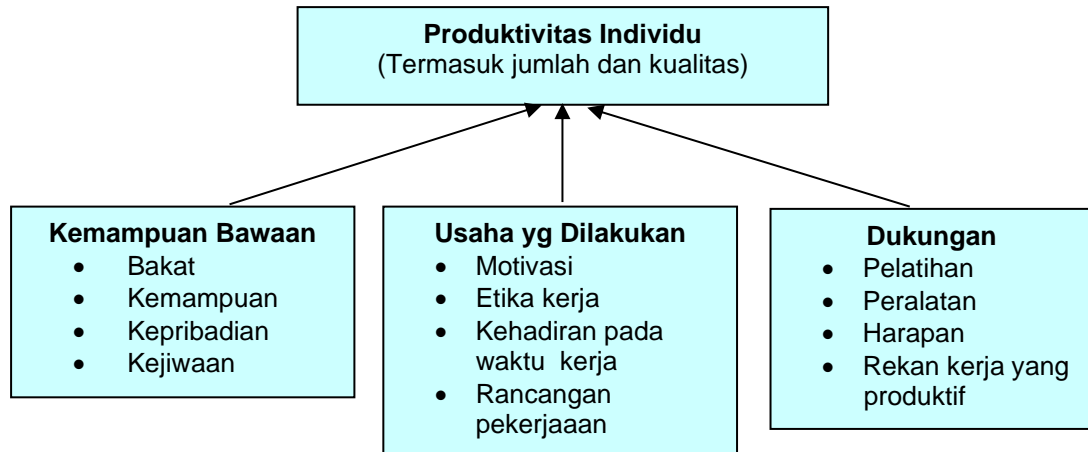 Produktivitas Individu
(Termasuk jumlah dan kualitas)
Kemampuan Bawaan
• Bakat
• Kemampuan
• Kepribadian
• Kejiwaan
Usaha yg Dilakukan
• Motivasi
• Etika kerja
• Kehadiran pada
waktu kerja
• Rancangan
pekerjaaan
Dukungan
• Pelatihan
• Peralatan
• Harapan
• Rekan kerja yang
produktif